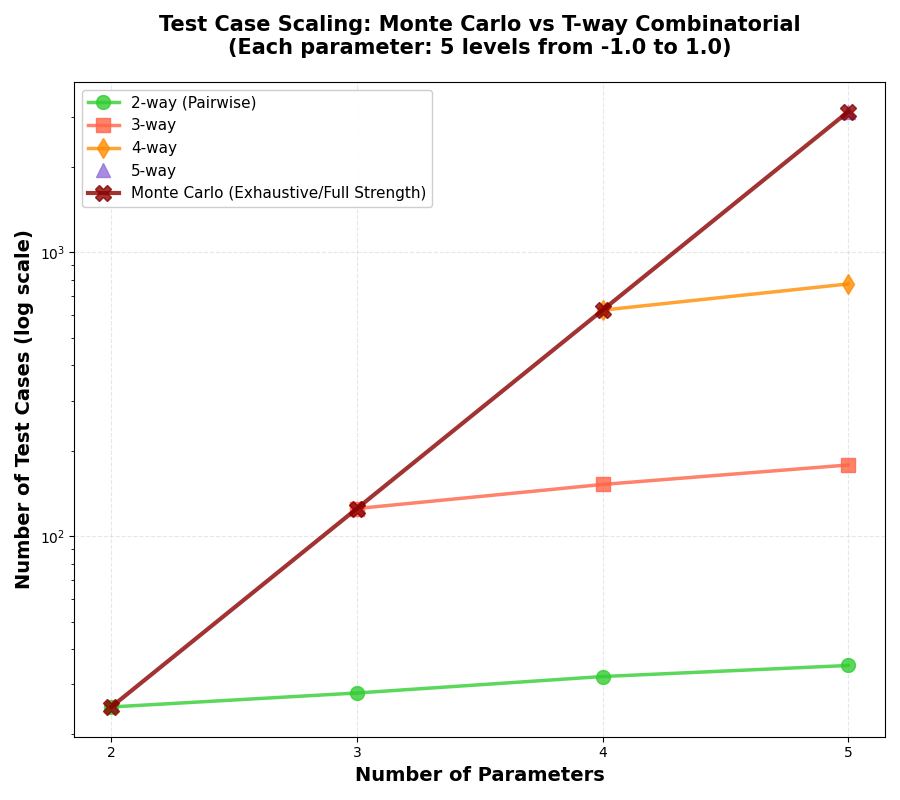 Test Case Scaling: Monte Carlo vs T-way Combinatorial
(Each parameter: 5 levels from -1.0 to 1.0)
2-way (Pairwise)
3-way
4-way
5-way
Monte Carlo (Exhaustive/Full Strength)
Number of Test Cases (log scale)
10³
10²
2 3 4 5
Number of Parameters